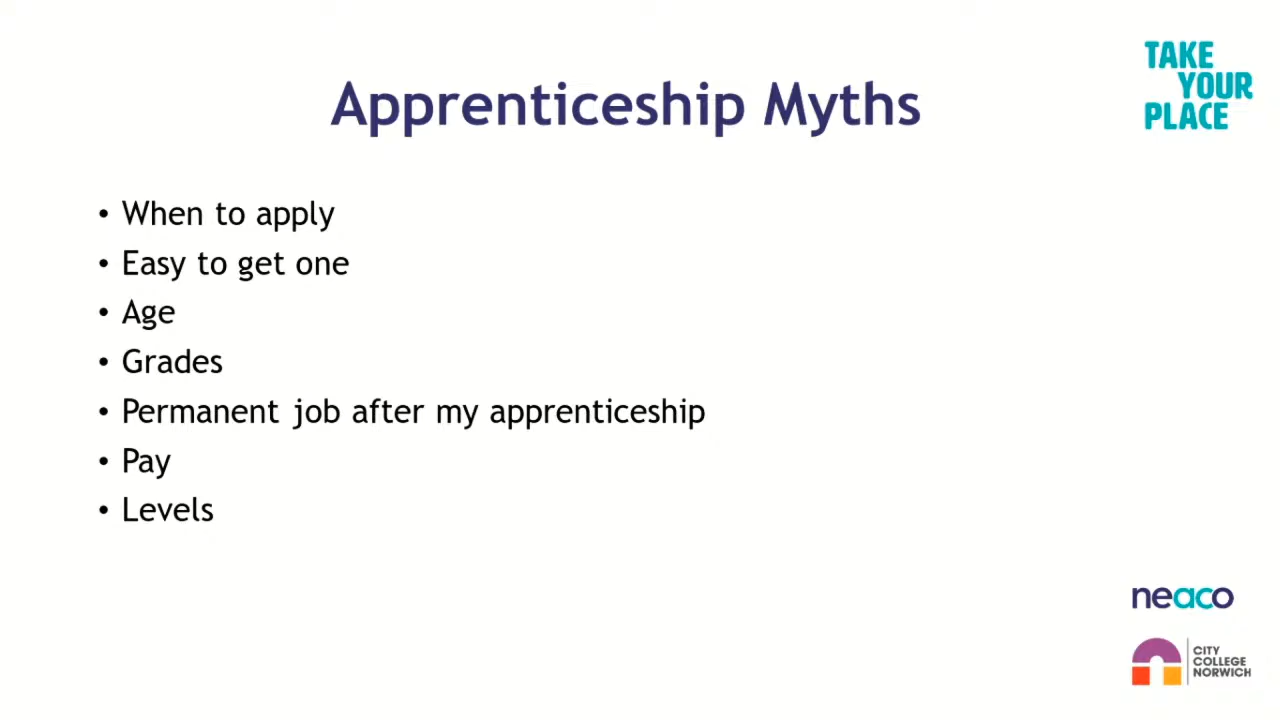 Apprenticeship Myths
TAKE
YOUR
PLACE
• When to apply
• Easy to get one
• Age
• Grades
• Permanent job after my apprenticeship
• Pay
• Levels
neaco
CITY
COLLEGE
NORWICH